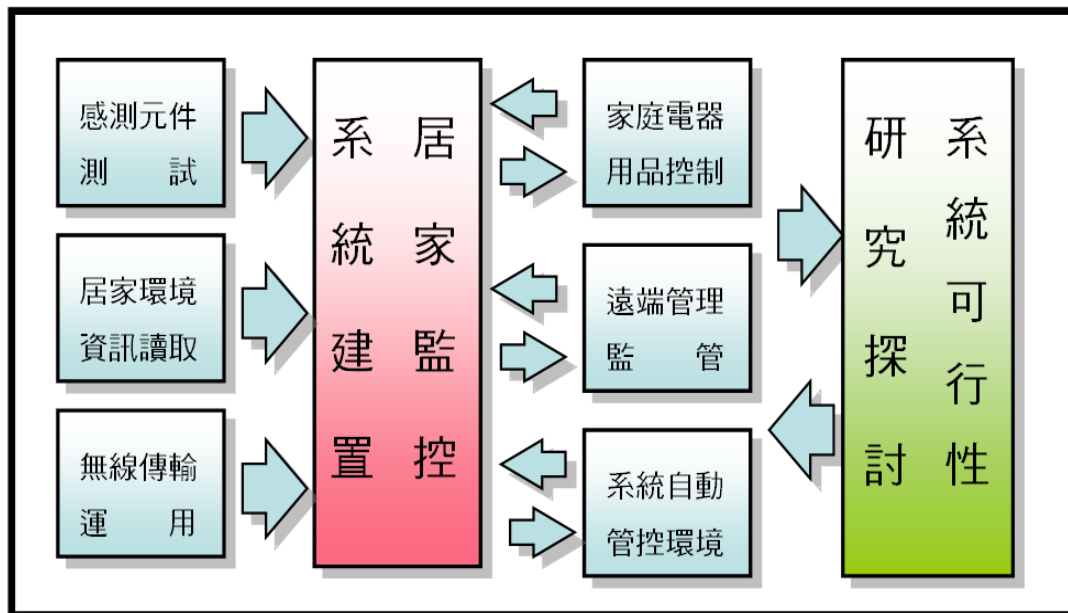 感測元件
測試
居家環境
資訊讀取
無線傳輸
運用
居家監控
系統建置
家庭電器
用品控制
遠端管理
監管
系統自動
管控環境
系統可行性
研究探討